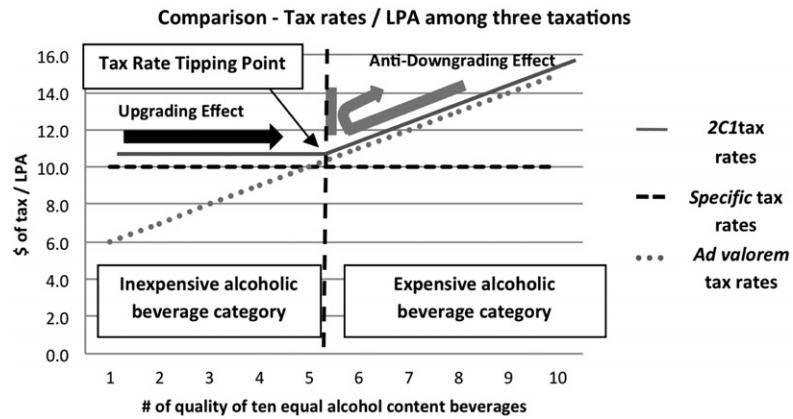 Comparison - Tax rates / LPA among three taxations
16.0
14.0
12.0
10.0
8.0
6.0
4.0
2.0
0.0
$ of tax / LPA
Tax Rate Tipping Point
Anti-Downgrading Effect
Upgrading Effect
Inexpensive alcoholic
beverage category
Expensive alcoholic
beverage category
1 2 3 4 5 6 7 8 9 10
# of quality of ten equal alcohol content beverages
2C1tax
rates
Specific tax
rates
Ad valorem
tax rates